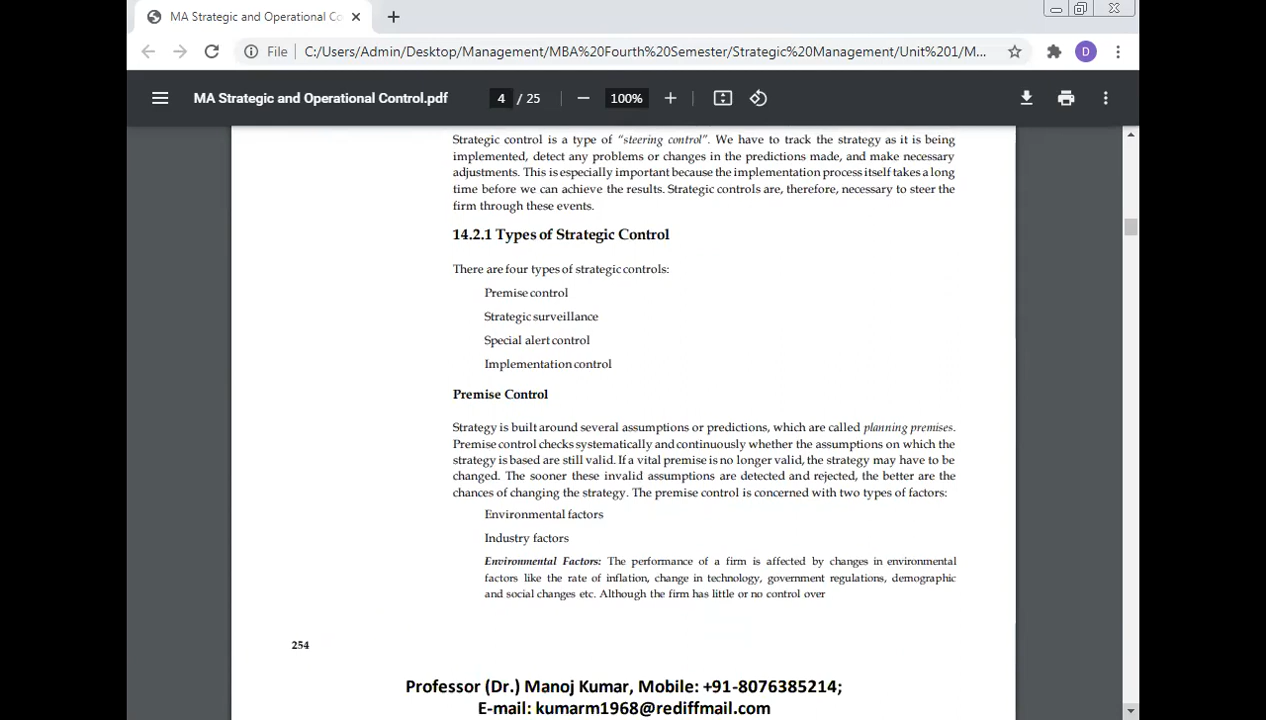 MA Strategic and Operational Co
File C:/Users/Admin/Desktop/Management/MBA%20Fourth%20Semester/Strategic%20Management/Unit%201/M...
D
MA Strategic and Operational Control.pdf 4 / 25 100%
Strategic control is a type of “steering control”. We have to track the strategy as it is being
implemented, detect any problems or changes in the predictions made, and make necessary
adjustments. This is especially important because the implementation process itself takes a long
time before we can achieve the results. Strategic controls are, therefore, necessary to steer the
firm through these events.
14.2.1 Types of Strategic Control
There are four types of strategic controls:
Premise control
Strategic surveillance
Special alert control
Implementation control
Premise Control
Strategy is built around several assumptions or predictions, which are called planning premises.
Premise control checks systematically and continuously whether the assumptions on which the
strategy is based are still valid. If a vital premise is no longer valid, the strategy may have to be
changed. The sooner these invalid assumptions are detected and rejected, the better are the
chances of changing the strategy. The premise control is concerned with two types of factors:
Environmental factors
Industry factors
Environmental Factors: The performance of a firm is affected by changes in environmental
factors like the rate of inflation, change in technology, government regulations, demographic
and social changes etc. Although the firm has little or no control over
254
Professor (Dr.) Manoj Kumar, Mobile: +91-8076385214;
E-mail: kumarm1968@rediffmail.com